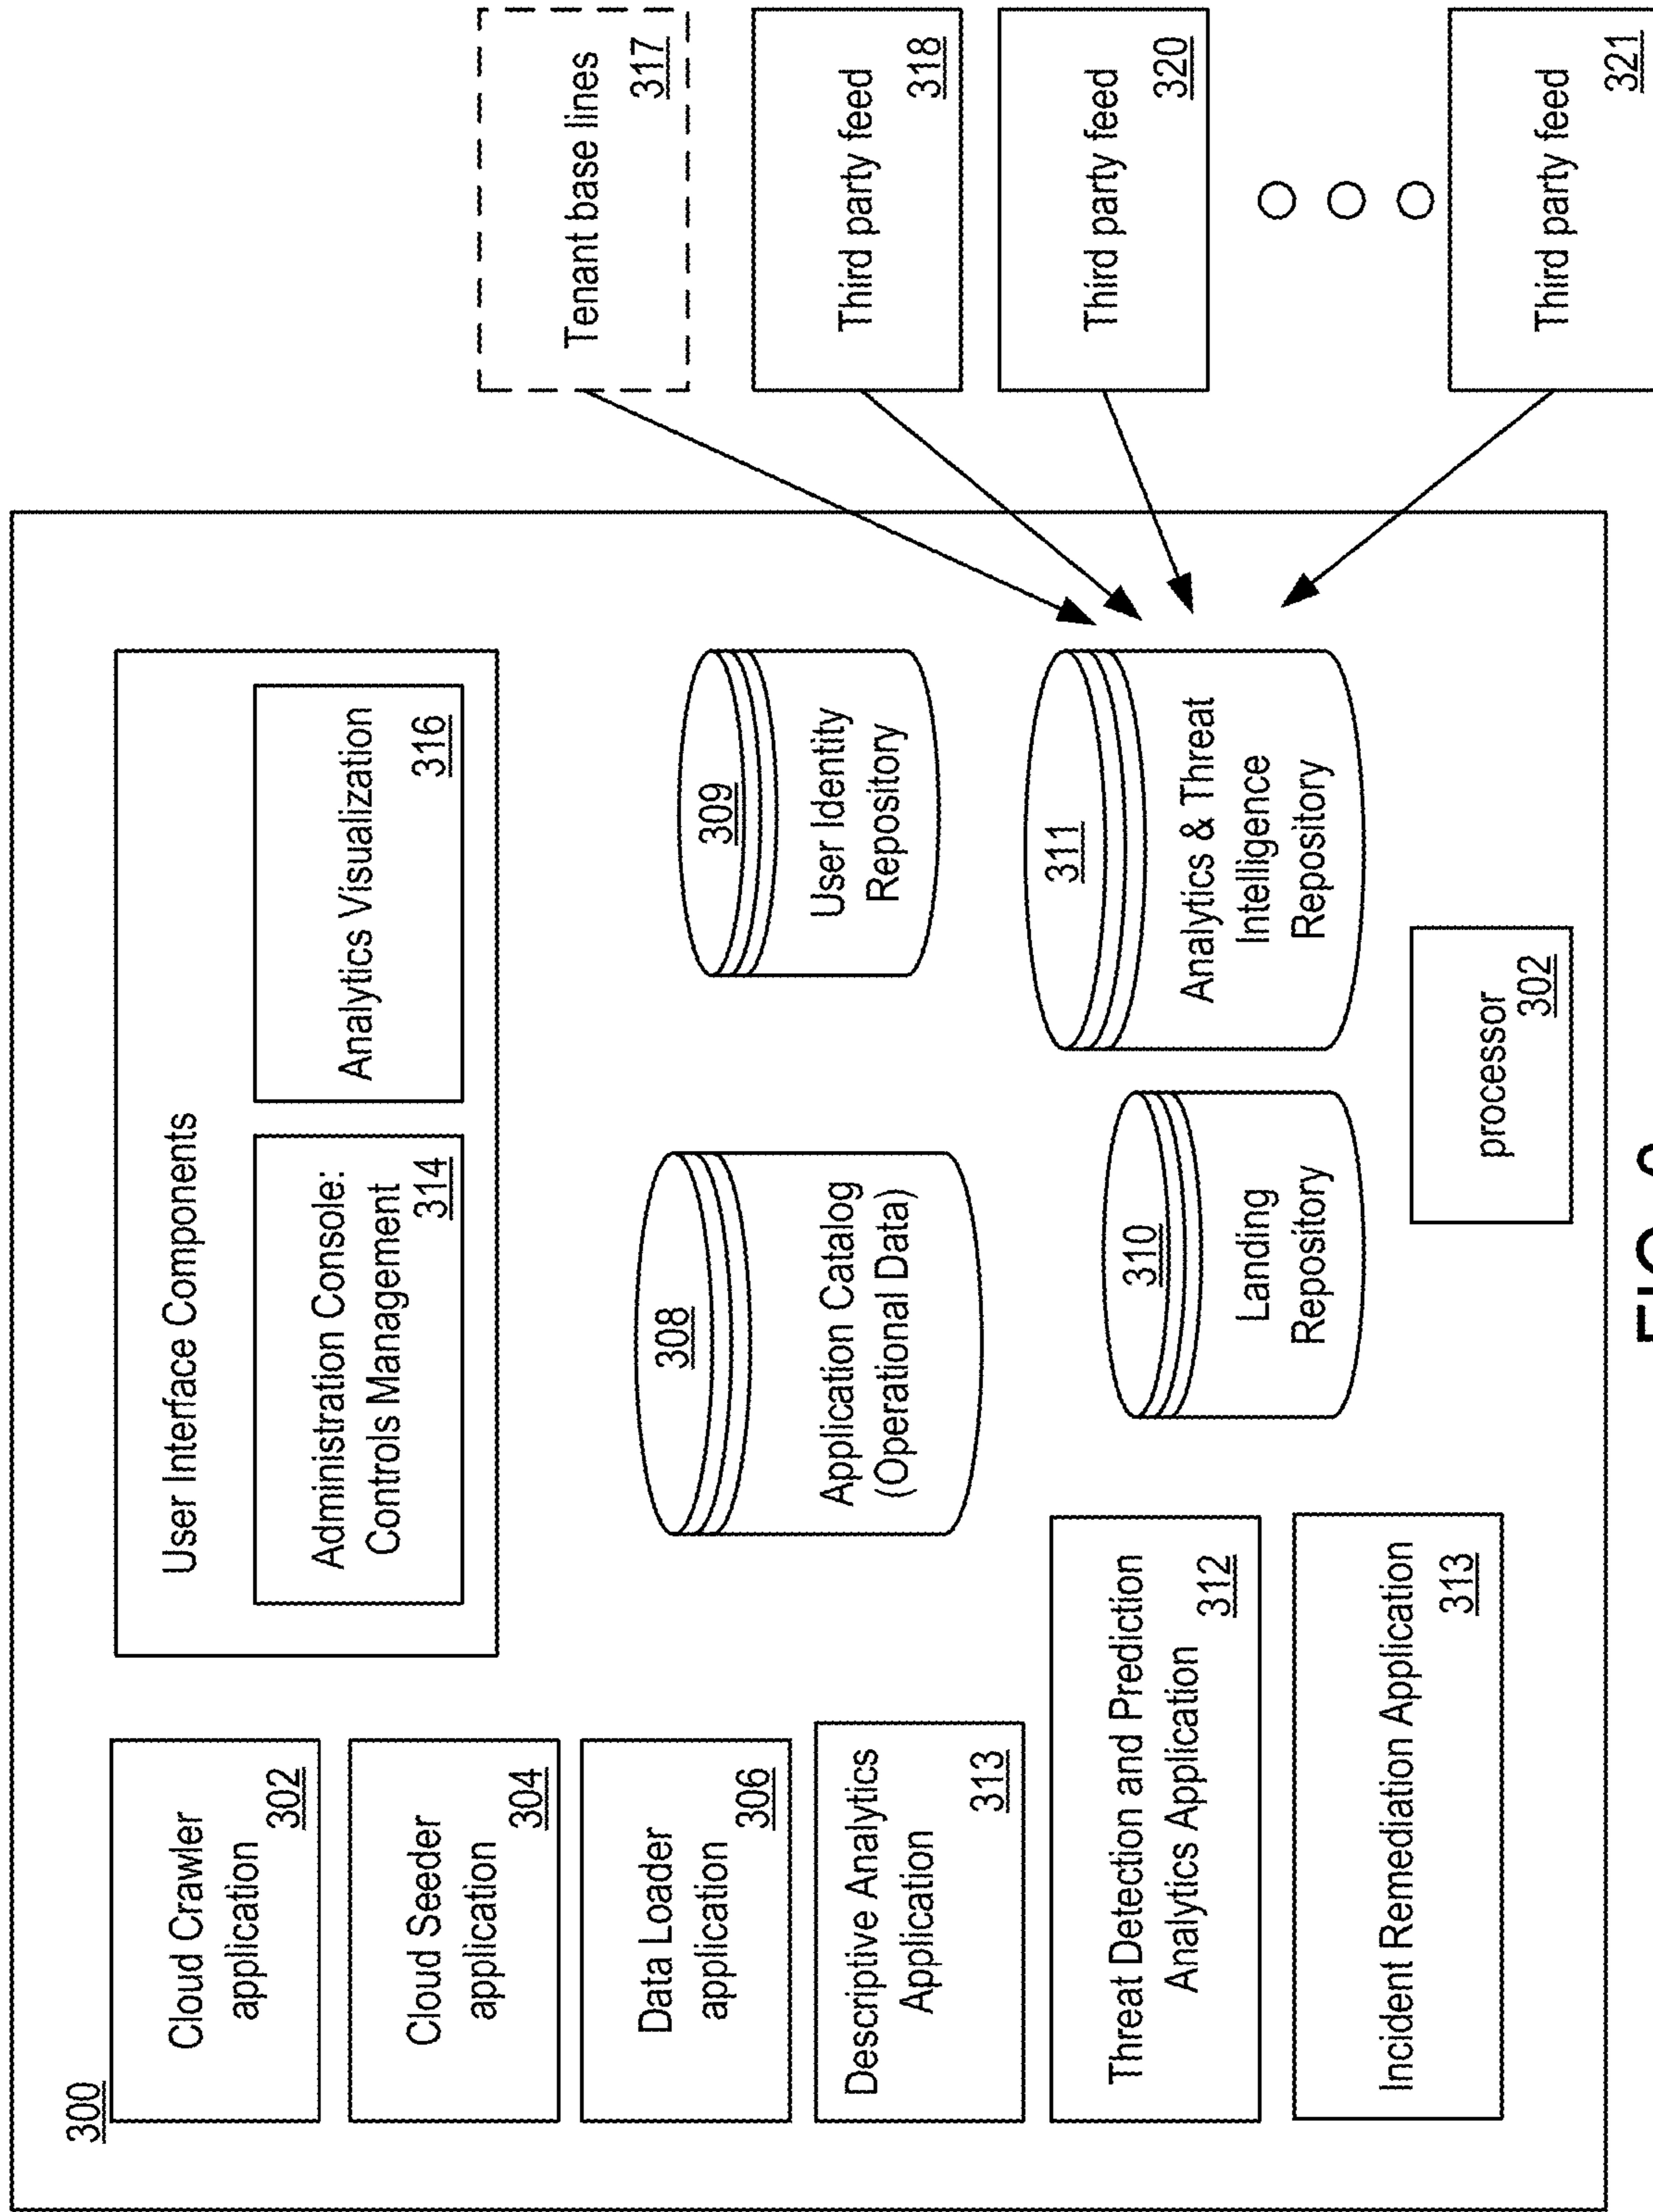 300
Cloud Crawler
application
302
Cloud Seeder
application
304
Data Loader
application
306
Descriptive Analytics
Application
313
Threat Detection and Prediction
Analytics Application
312
Incident Remediation Application
313
User Interface Components
Administration Console:
Controls Management
314
Analytics Visualization
316
308
Application Catalog
(Operational Data)
309
User Identity
Repository
310
Landing
Repository
311
Analytics & Threat
Intelligence
Repository
processor
302
Tenant base lines
317
Third party feed
318
Third party feed
320
Third party feed
321
FIG.